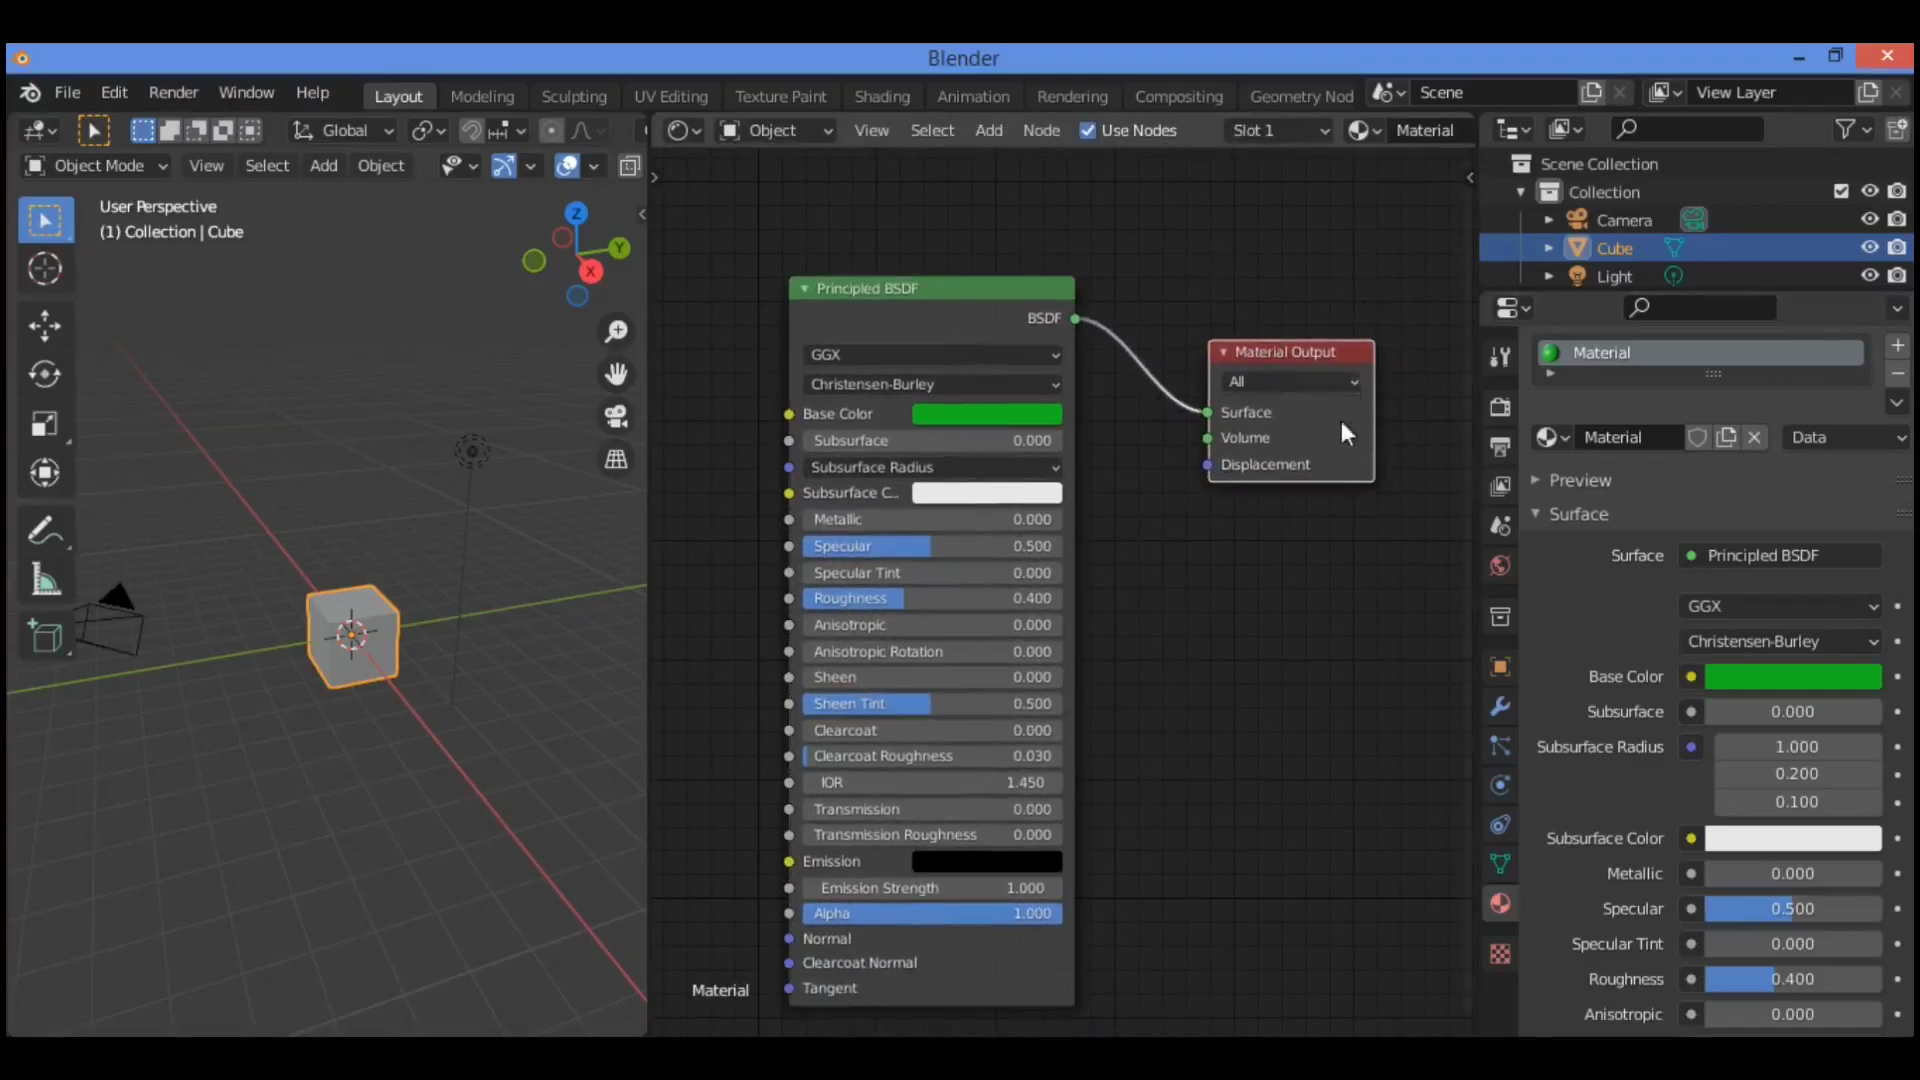 Blender
File Edit Render Window Help Layout Modeling Sculpting UV Editing Texture Paint Shading Animation Rendering Compositing Geometry Nod Scene View Layer
Global Object View Select Add Node Use Nodes Slot 1 Material
Object Mode View Select Add Object
User Perspective
(1) Collection | Cube
Z
Y
X
Principled BSDF
BSDF
GGX
Christensen-Burley
Base Color
Subsurface 0.000
Subsurface Radius
Subsurface C...
Metallic 0.000
Specular 0.500
Specular Tint 0.000
Roughness 0.400
Anisotropic 0.000
Anisotropic Rotation 0.000
Sheen 0.000
Sheen Tint 0.500
Clearcoat 0.000
Clearcoat Roughness 0.030
IOR 1.450
Transmission 0.000
Transmission Roughness 0.000
Emission
Emission Strength 1.000
Alpha 1.000
Normal
Clearcoat Normal
Tangent
Material
Material Output
All
Surface
Volume
Displacement
Scene Collection
Collection
Camera
Cube
Light
Material
Material Data
Preview
Surface
Surface Principled BSDF
GGX
Christensen-Burley
Base Color
Subsurface 0.000
Subsurface Radius 1.000
0.200
0.100
Subsurface Color
Metallic 0.000
Specular 0.500
Specular Tint 0.000
Roughness 0.400
Anisotropic 0.000